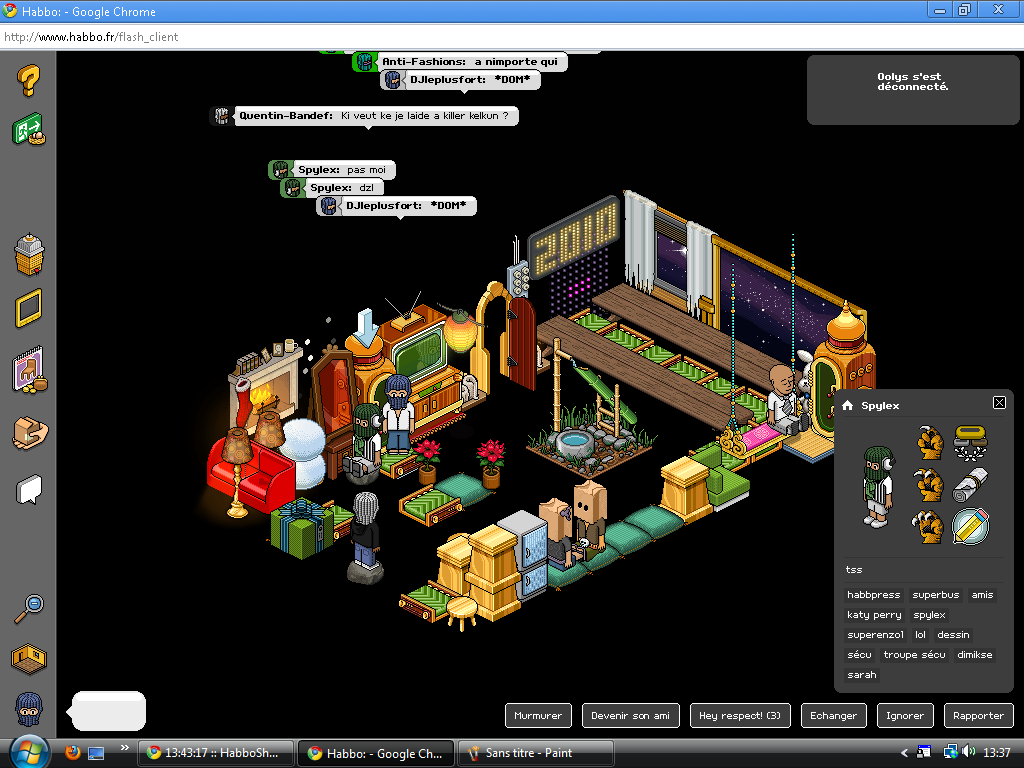 Habbo: - Google Chrome
http://www.habbo.fr/flash_client
Anti-Fashions: a nimporte qui
DJleplusfort: *DOM*
Oolys s'est
déconnecté.
Quentin-Bandef: Ki veut ke je laide a killer kelkun ?
Spylex: pas moi
Spylex: dzl
DJleplusfort: *DOM*
2010
Spylex
tss
habbpress superbus amis
katy perry spylex
superenzo1 lol dessin
sécu troupe sécu dimikse
sarah
Murmurer Devenir son ami Hey respect! (3) Echanger Ignorer Rapporter
13:43:17 :: HabboSh... Habbo: - Google Ch... Sans titre - Paint 13:37